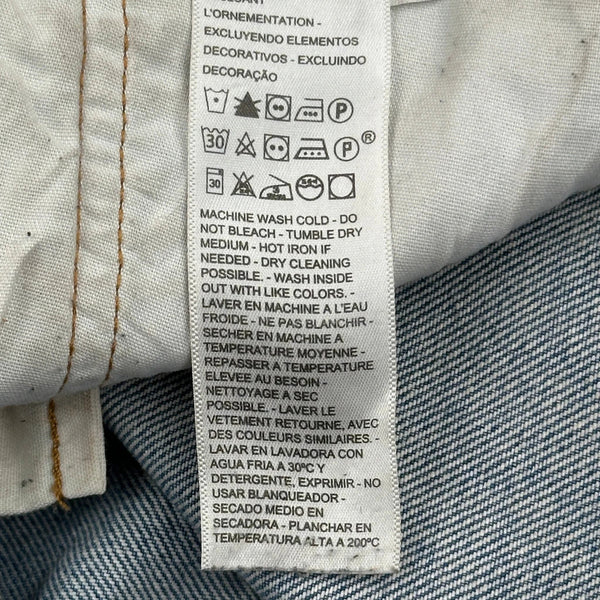 L'ORNEMENTATION -
EXCLUYENDO ELEMENTOS
DECORATIVOS - EXCLUINDO
DECORAÇÃO
P
30 P ®
30
MACHINE WASH COLD - DO
NOT BLEACH - TUMBLE DRY
MEDIUM - HOT IRON IF
NEEDED - DRY CLEANING
POSSIBLE. - WASH INSIDE
OUT WITH LIKE COLORS. -
LAVER EN MACHINE A L'EAU
FROIDE - NE PAS BLANCHIR -
SECHER EN MACHINE A
TEMPERATURE MOYENNE -
REPASSER A TEMPERATURE
ELEVEE AU BESOIN -
NETTOYAGE A SEC
POSSIBLE. - LAVER LE
VETEMENT RETOURNE, AVEC
DES COULEURS SIMILAIRES. -
LAVAR EN LAVADORA CON
AGUA FRIA A 30ºC Y
DETERGENTE, EXPRIMIR - NO
USAR BLANQUEADOR -
SECADO MEDIO EN
SECADORA - PLANCHAR EN
TEMPERATURA ALTA A 200ºC